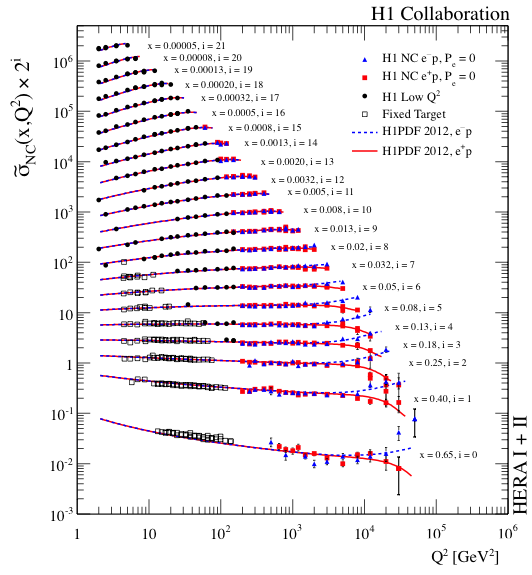 H1 Collaboration
σ̃NC(x,Q²) × 2ⁱ
10⁶
10⁵
10⁴
10³
10²
10
1
10⁻¹
10⁻²
10⁻³
x = 0.00005, i = 21
x = 0.00008, i = 20
x = 0.00013, i = 19
x = 0.00020, i = 18
x = 0.00032, i = 17
x = 0.0005, i = 16
x = 0.0008, i = 15
x = 0.0013, i = 14
x = 0.0020, i = 13
x = 0.0032, i = 12
x = 0.005, i = 11
x = 0.008, i = 10
x = 0.013, i = 9
x = 0.02, i = 8
x = 0.032, i = 7
x = 0.05, i = 6
x = 0.08, i = 5
x = 0.13, i = 4
x = 0.18, i = 3
x = 0.25, i = 2
x = 0.40, i = 1
x = 0.65, i = 0
H1 NC e⁻p, Pₑ = 0
H1 NC e⁺p, Pₑ = 0
H1 Low Q²
Fixed Target
H1PDF 2012, e⁻p
H1PDF 2012, e⁺p
HERA I + II
1 10 10² 10³ 10⁴ 10⁵ 10⁶
Q² [GeV²]